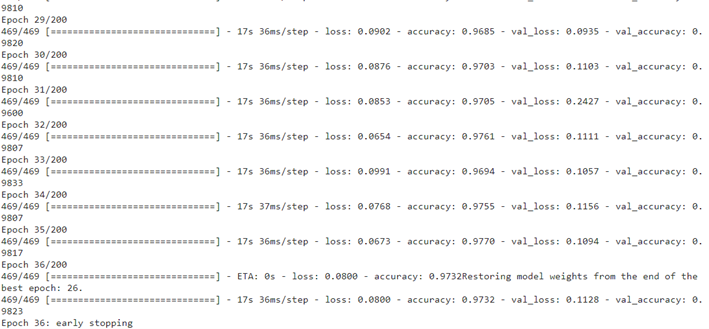 9810
Epoch 29/200
469/469 [==============================] - 17s 36ms/step - loss: 0.0902 - accuracy: 0.9685 - val_loss: 0.0935 - val_accuracy: 0.
9820
Epoch 30/200
469/469 [==============================] - 17s 36ms/step - loss: 0.0876 - accuracy: 0.9703 - val_loss: 0.1103 - val_accuracy: 0.
9810
Epoch 31/200
469/469 [==============================] - 17s 36ms/step - loss: 0.0853 - accuracy: 0.9705 - val_loss: 0.2427 - val_accuracy: 0.
9600
Epoch 32/200
469/469 [==============================] - 17s 36ms/step - loss: 0.0654 - accuracy: 0.9761 - val_loss: 0.1111 - val_accuracy: 0.
9807
Epoch 33/200
469/469 [==============================] - 17s 36ms/step - loss: 0.0991 - accuracy: 0.9694 - val_loss: 0.1057 - val_accuracy: 0.
9833
Epoch 34/200
469/469 [==============================] - 17s 37ms/step - loss: 0.0768 - accuracy: 0.9755 - val_loss: 0.1156 - val_accuracy: 0.
9807
Epoch 35/200
469/469 [==============================] - 17s 36ms/step - loss: 0.0673 - accuracy: 0.9770 - val_loss: 0.1094 - val_accuracy: 0.
9817
Epoch 36/200
469/469 [==============================] - ETA: 0s - loss: 0.0800 - accuracy: 0.9732Restoring model weights from the end of the
best epoch: 26.
469/469 [==============================] - 17s 36ms/step - loss: 0.0800 - accuracy: 0.9732 - val_loss: 0.1128 - val_accuracy: 0.
9823
Epoch 36: early stopping